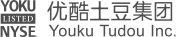 YOKU
LISTED
NYSE
优酷土豆集团
Youku Tudou Inc.